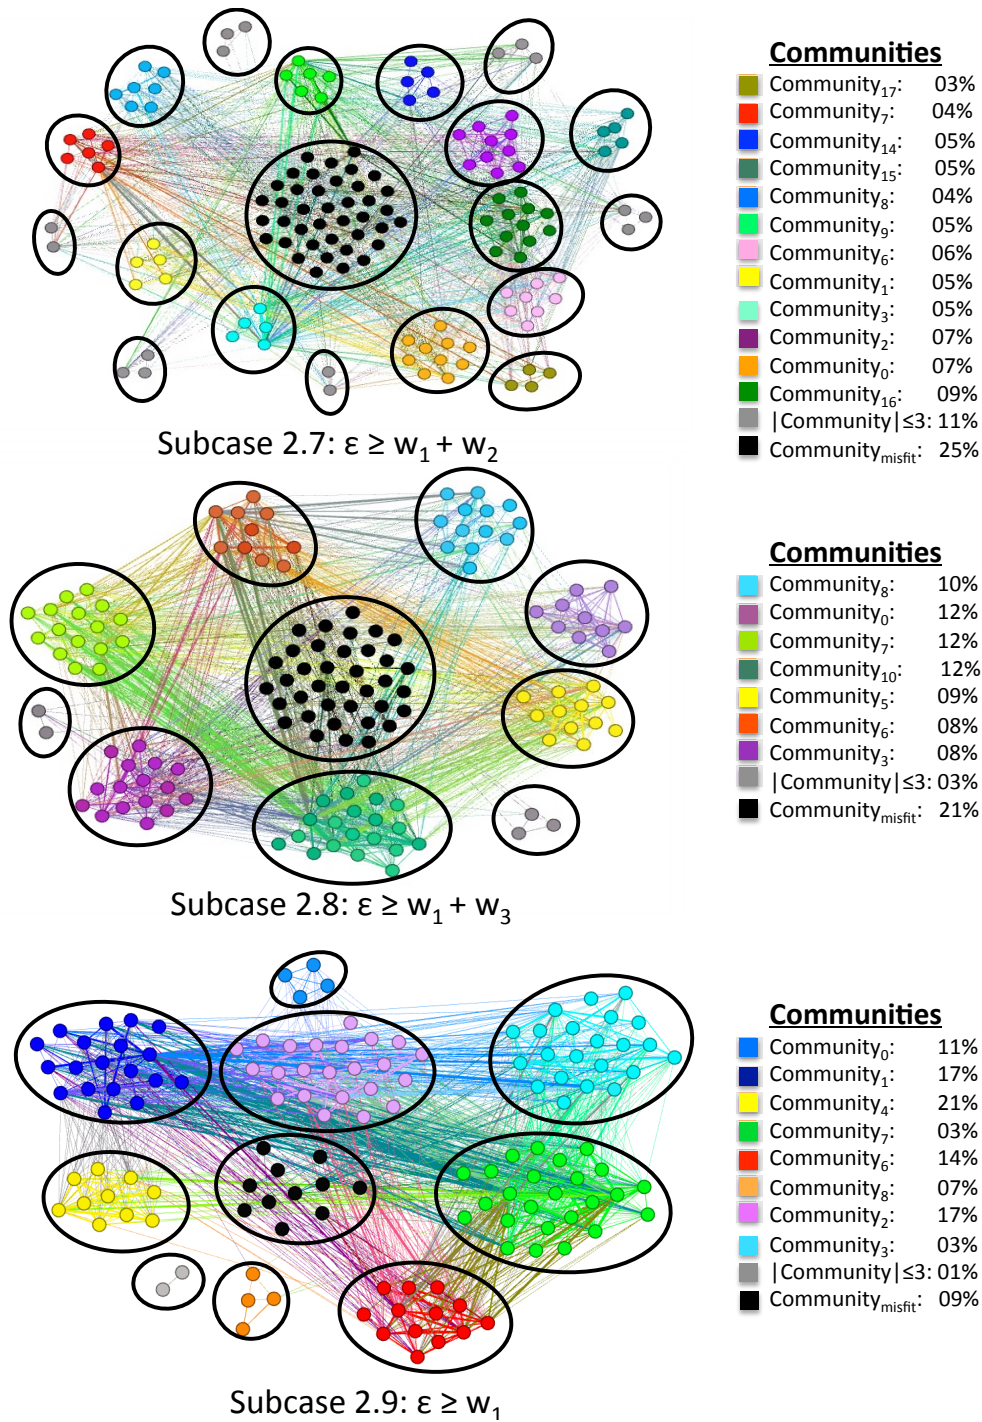 Communities
Community₁₇: 03%
Community₇: 04%
Community₁₄: 05%
Community₁₅: 05%
Community₈: 04%
Community₉: 05%
Community₆: 06%
Community₁: 05%
Community₃: 05%
Community₂: 07%
Community₀: 07%
Community₁₆: 09%
|Community|≤3: 11%
Community_misfit: 25%
Subcase 2.7: ε ≥ w₁ + w₂
Communities
Community₈: 10%
Community₀: 12%
Community₇: 12%
Community₁₀: 12%
Community₅: 09%
Community₆: 08%
Community₃: 08%
|Community|≤3: 03%
Community_misfit: 21%
Subcase 2.8: ε ≥ w₁ + w₃
Communities
Community₀: 11%
Community₁: 17%
Community₄: 21%
Community₇: 03%
Community₆: 14%
Community₈: 07%
Community₂: 17%
Community₃: 03%
|Community|≤3: 01%
Community_misfit: 09%
Subcase 2.9: ε ≥ w₁